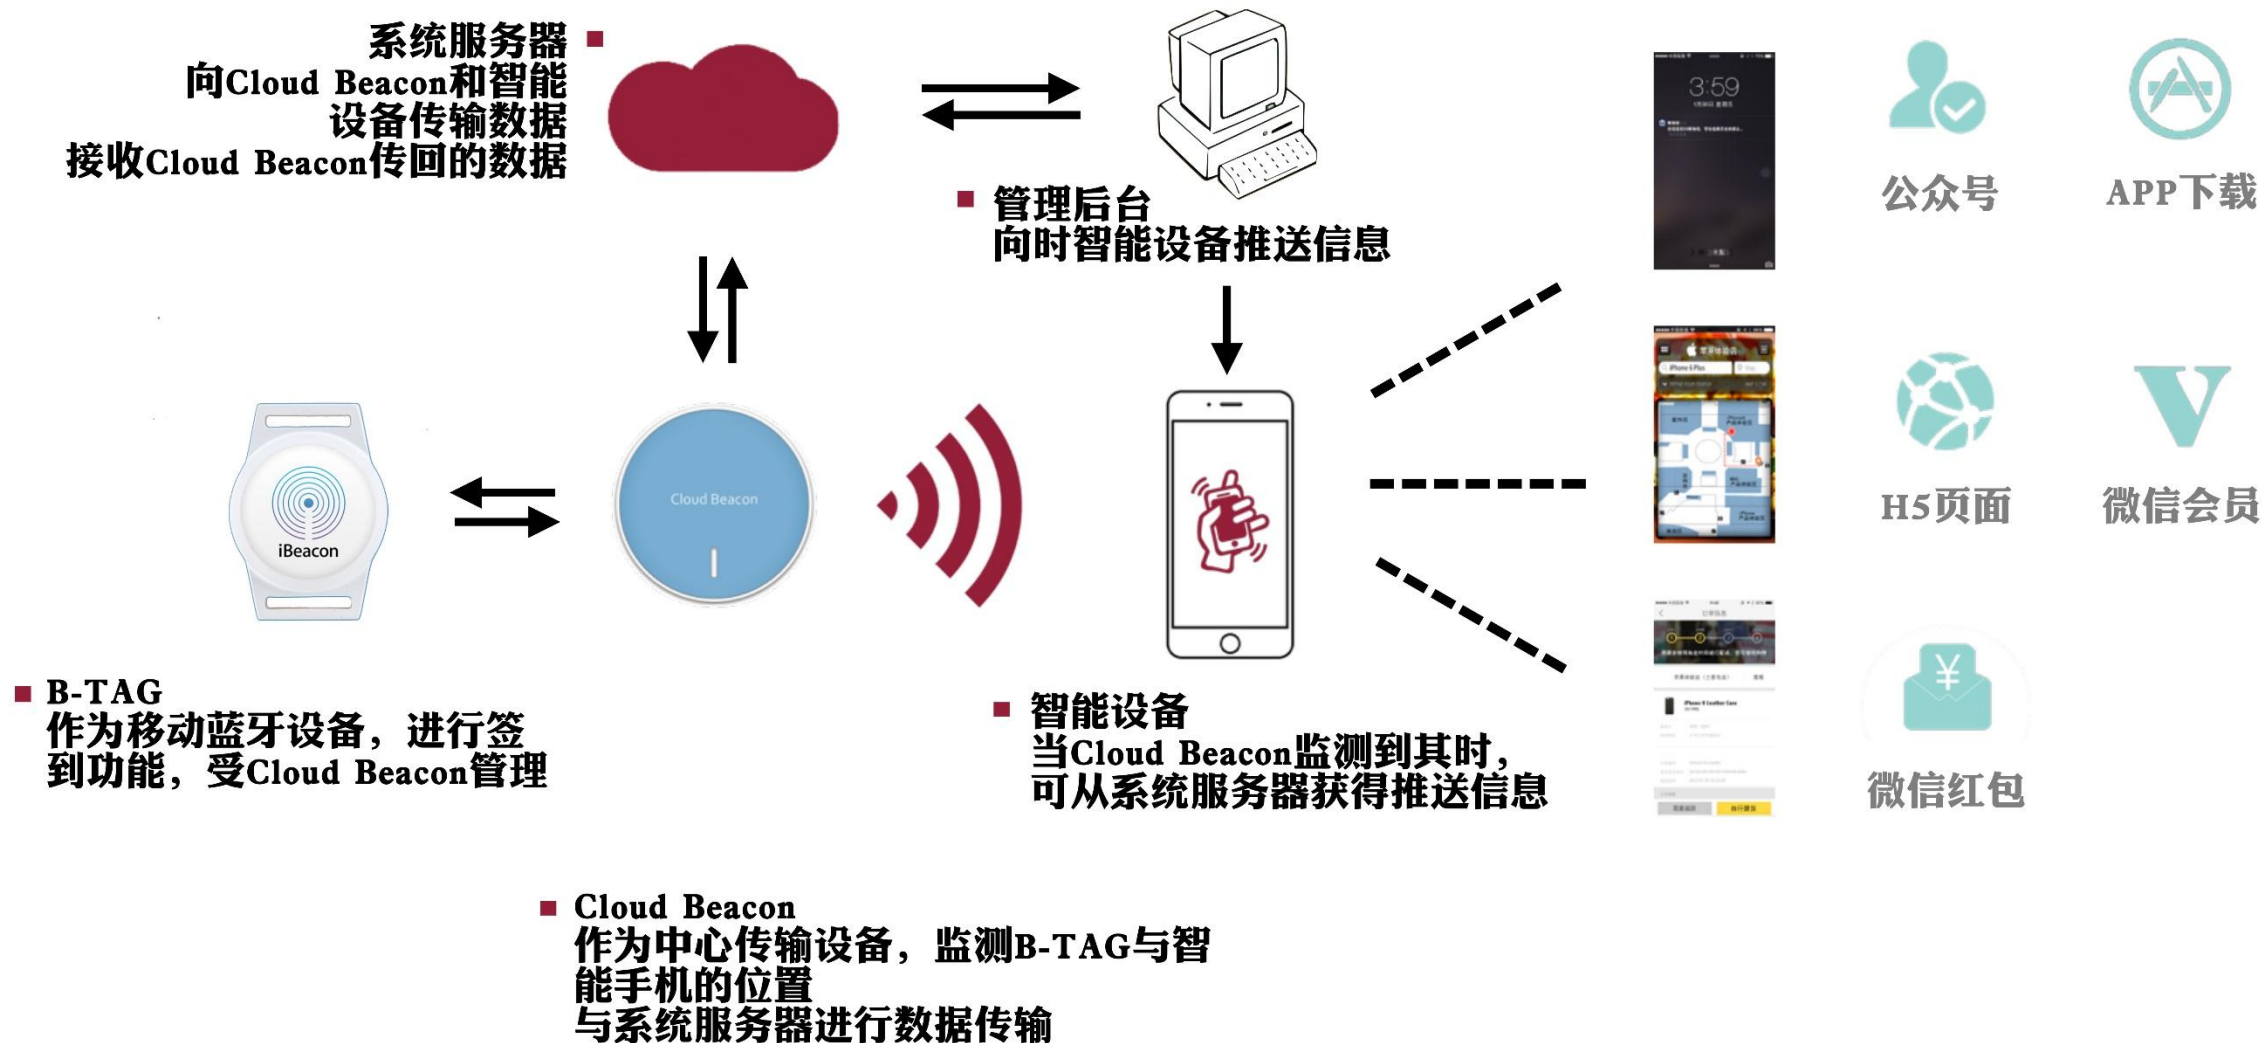 系统服务器
向Cloud Beacon和智能
设备传输数据
接收Cloud Beacon传回的数据
管理后台
向时智能设备推送信息
3:59
公众号
APP下载
iPhone 6 Plus
H5页面
微信会员
iBeacon
Cloud Beacon
B-TAG
作为移动蓝牙设备，进行签
到功能，受Cloud Beacon管理
智能设备
当Cloud Beacon监测到其时，
可从系统服务器获得推送信息
iPhone 6 Leather Case
微信红包
Cloud Beacon
作为中心传输设备，监测B-TAG与智
能手机的位置
与系统服务器进行数据传输